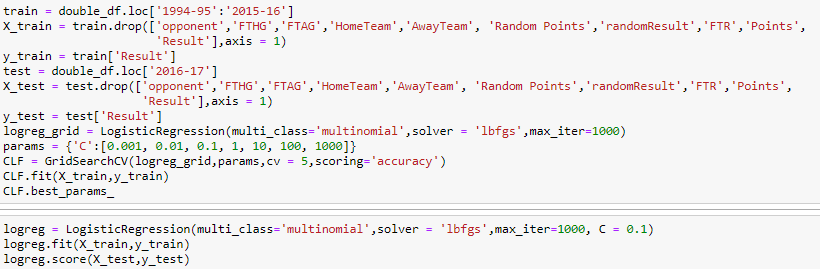 train = double_df.loc['1994-95':'2015-16']
X_train = train.drop(['opponent','FTHG','FTAG','HomeTeam','AwayTeam', 'Random Points','randomResult','FTR','Points',
'Result'],axis = 1)
y_train = train['Result']
test = double_df.loc['2016-17']
X_test = test.drop(['opponent','FTHG','FTAG','HomeTeam','AwayTeam', 'Random Points','randomResult','FTR','Points',
'Result'],axis = 1)
y_test = test['Result']
logreg_grid = LogisticRegression(multi_class='multinomial',solver = 'lbfgs',max_iter=1000)
params = {'C':[0.001, 0.01, 0.1, 1, 10, 100, 1000]}
CLF = GridSearchCV(logreg_grid,params,cv = 5,scoring='accuracy')
CLF.fit(X_train,y_train)
CLF.best_params_
logreg = LogisticRegression(multi_class='multinomial',solver = 'lbfgs',max_iter=1000, C = 0.1)
logreg.fit(X_train,y_train)
logreg.score(X_test,y_test)